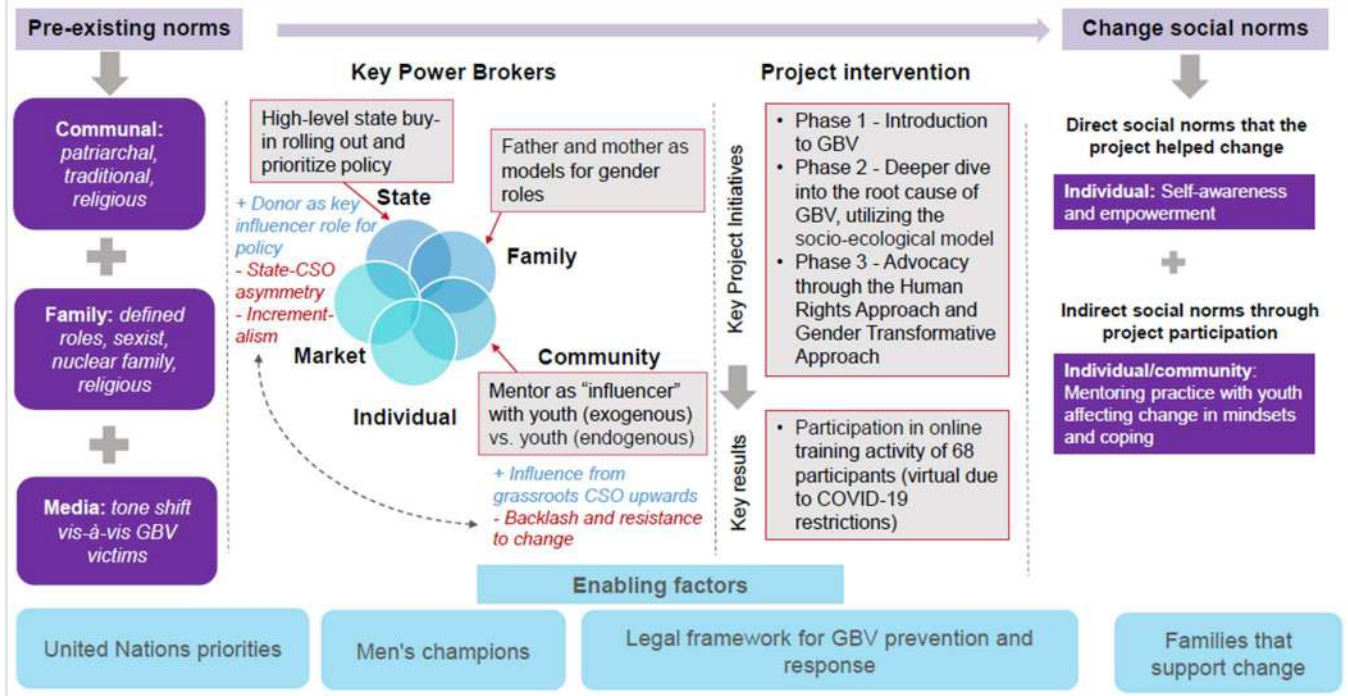 Pre-existing norms
Change social norms
Communal:
patriarchal,
traditional,
religious
Family: defined
roles, sexist,
nuclear family,
religious
Media: tone shift
vis-à-vis GBV
victims
Key Power Brokers
High-level state buy-
in rolling out and
prioritize policy
Father and mother as
models for gender
roles
State
+ Donor as key
influencer role for
policy
- State-CSO
asymmetry
- Increment-
alism
Family
Market
Community
Individual
Mentor as “influencer”
with youth (exogenous)
vs. youth (endogenous)
+ Influence from
grassroots CSO upwards
- Backlash and resistance
to change
Project intervention
Key Project Initiatives
• Phase 1 - Introduction
to GBV
• Phase 2 - Deeper dive
into the root cause of
GBV, utilizing the
socio-ecological model
• Phase 3 - Advocacy
through the Human
Rights Approach and
Gender Transformative
Approach
Key results
• Participation in online
training activity of 68
participants (virtual due
to COVID-19
restrictions)
Direct social norms that the
project helped change
Individual: Self-awareness
and empowerment
Indirect social norms through
project participation
Individual/community:
Mentoring practice with youth
affecting change in mindsets
and coping
Enabling factors
United Nations priorities
Men's champions
Legal framework for GBV prevention and
response
Families that
support change